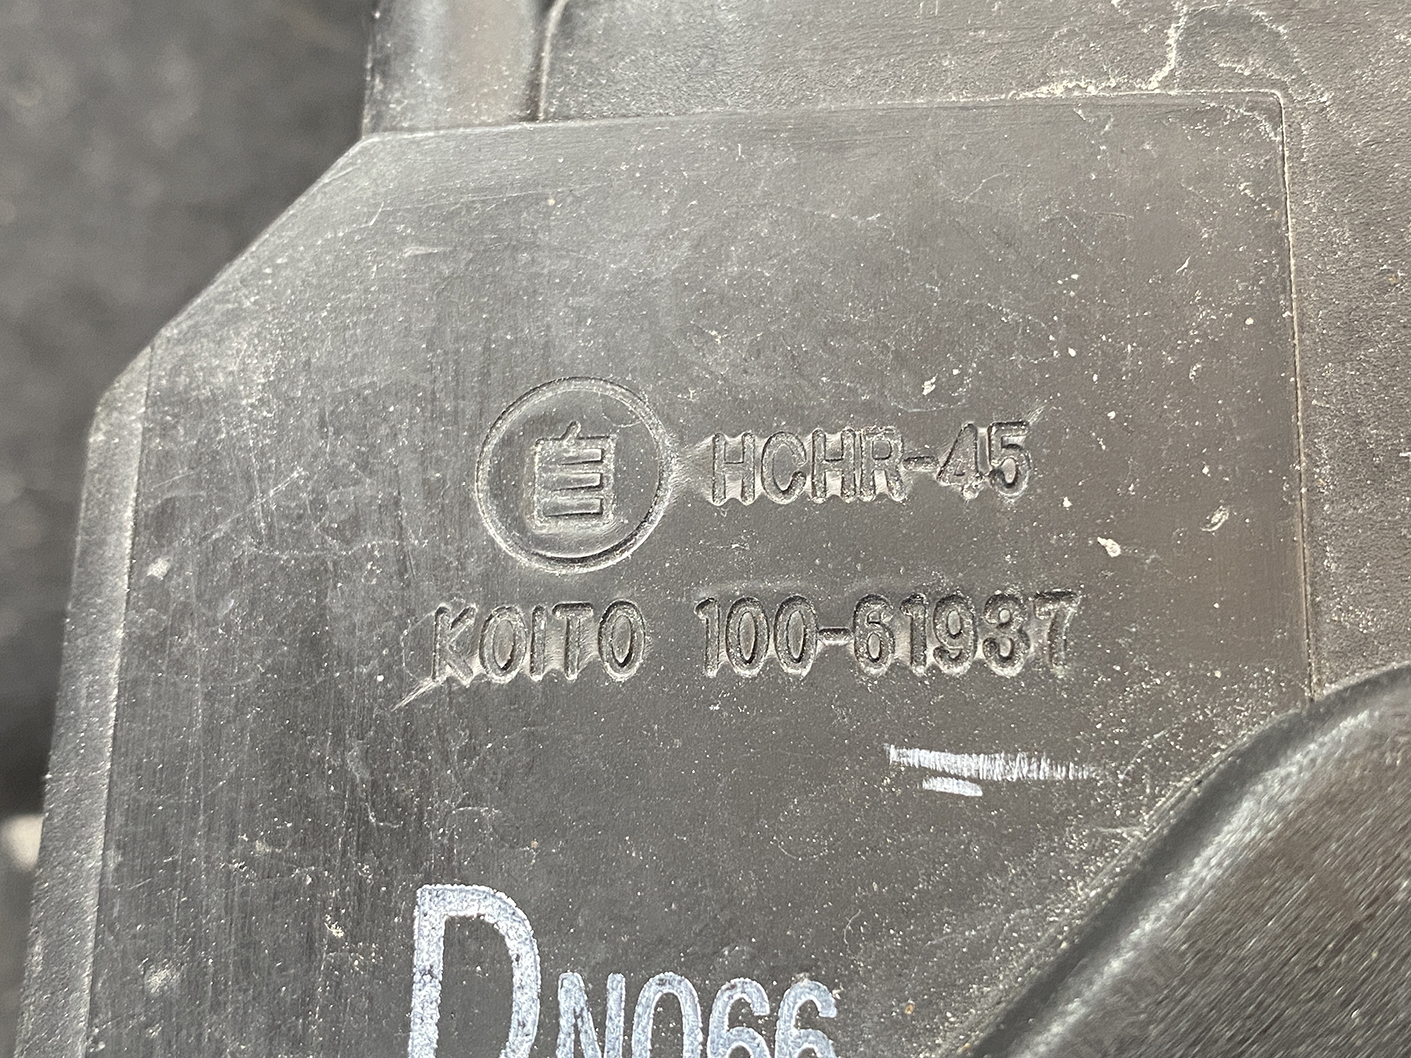 自 HCHR-45
KOITO 100-61937
DN066